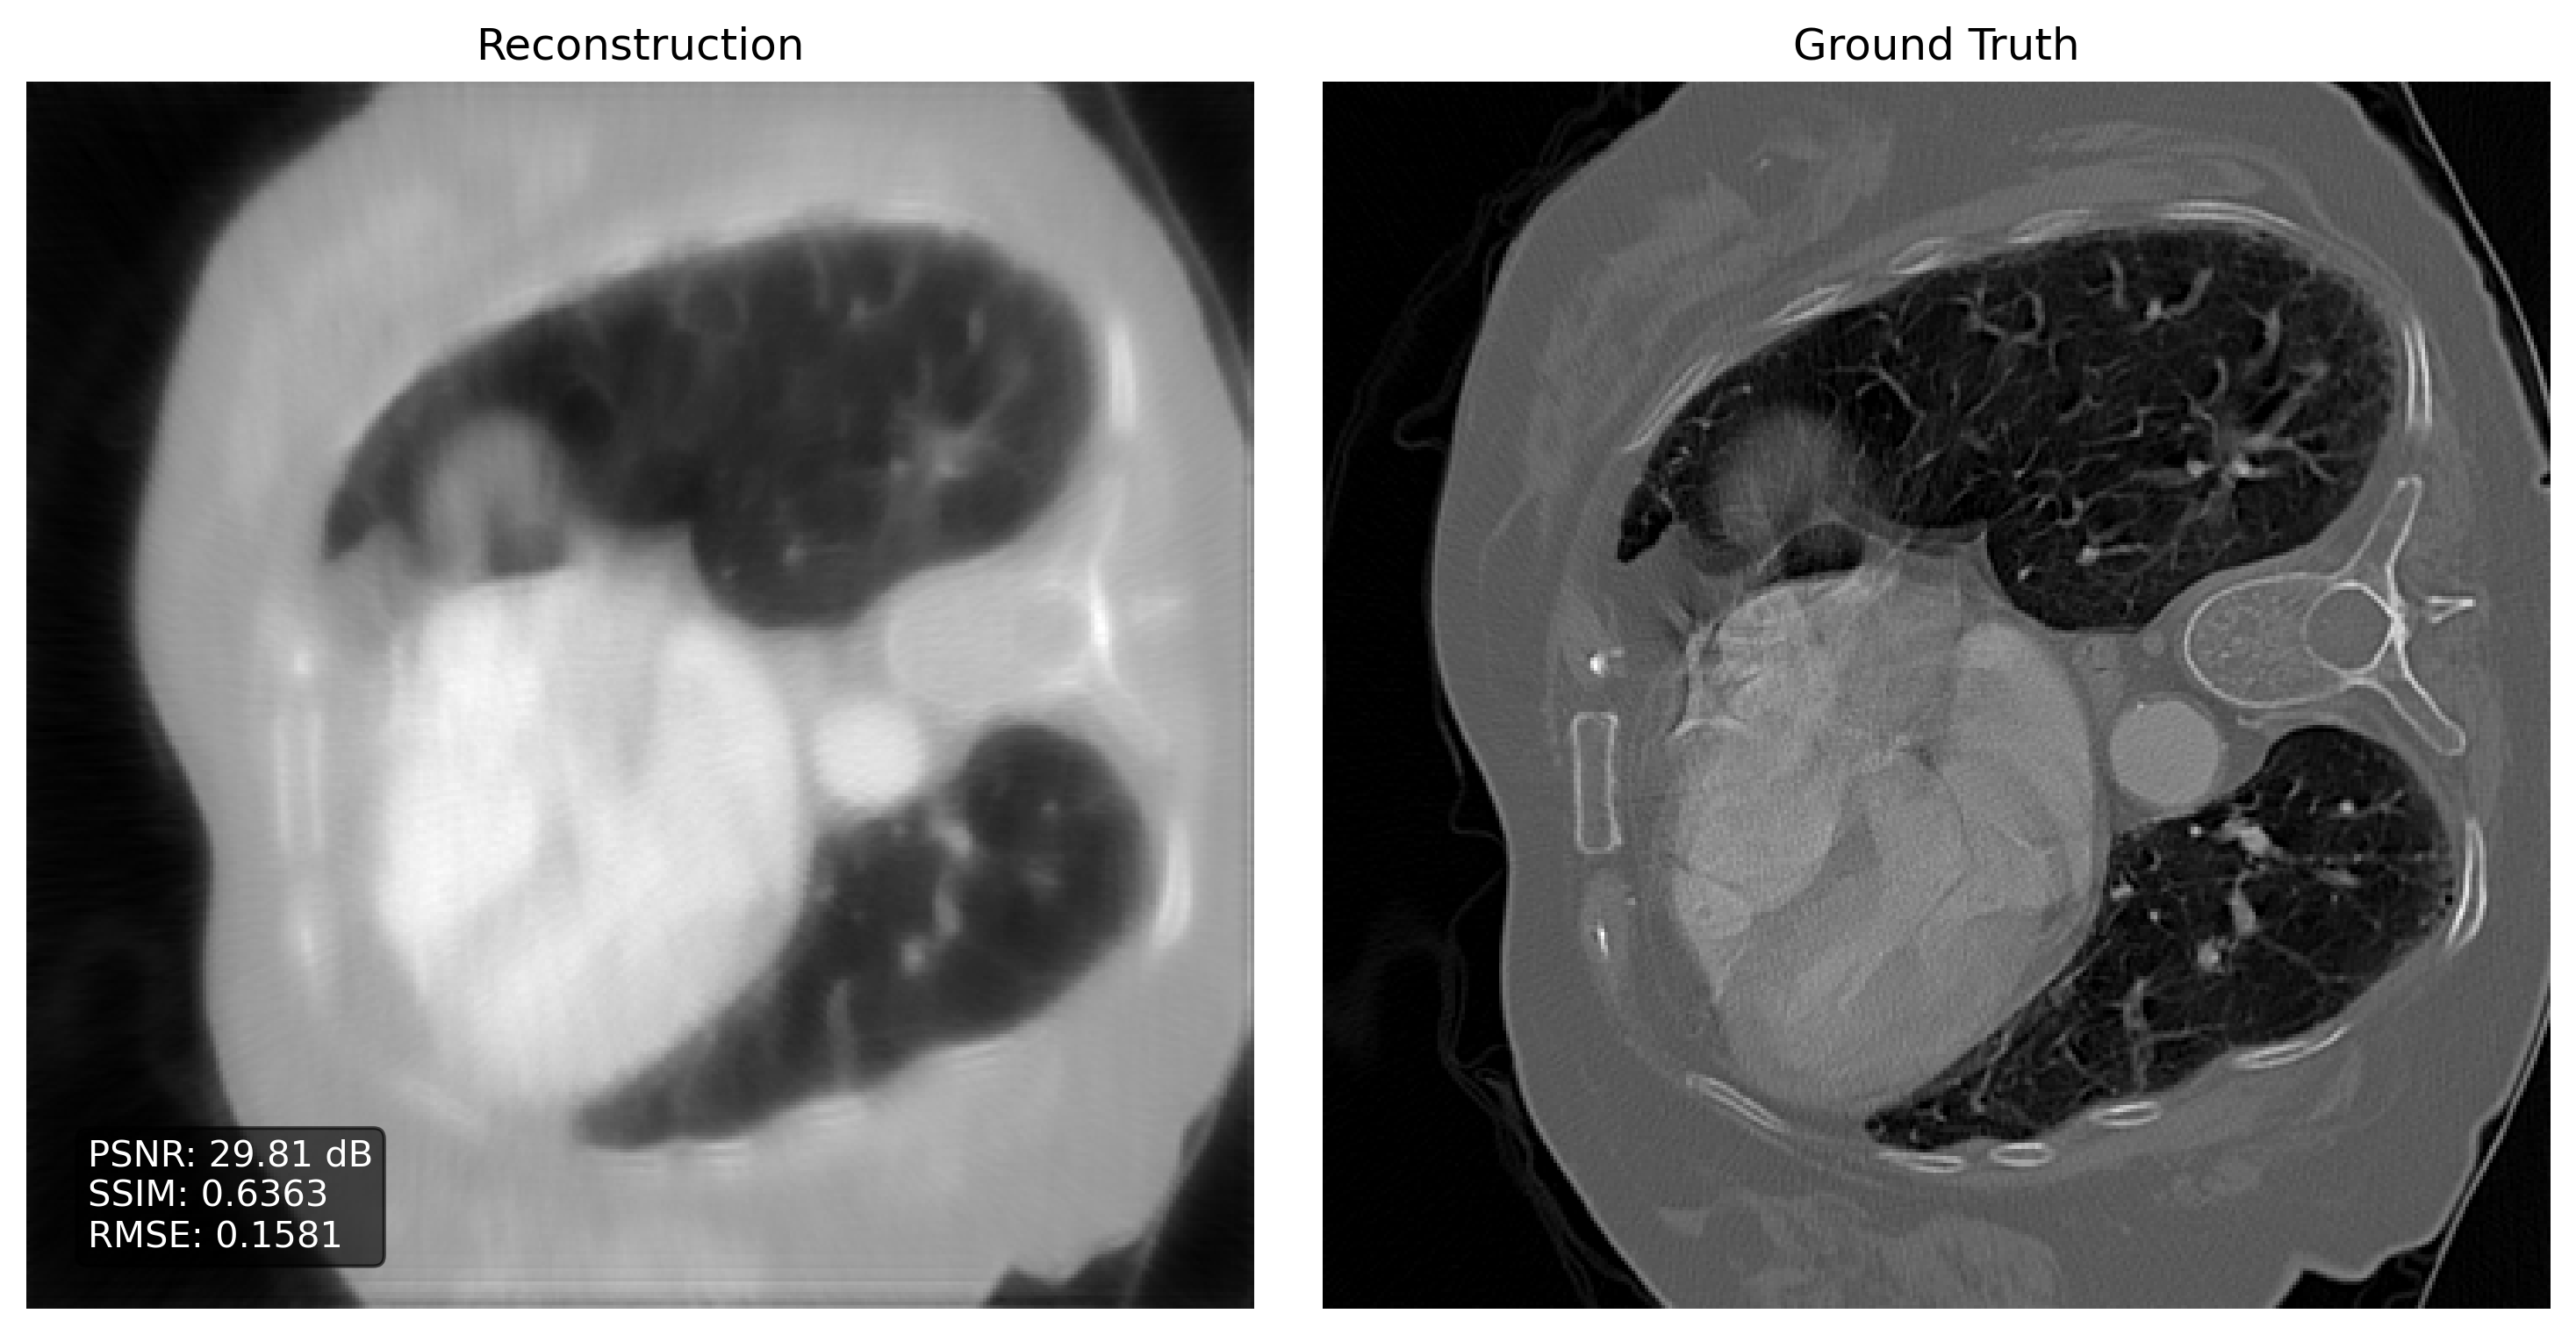 Reconstruction
Ground Truth
PSNR: 29.81 dB
SSIM: 0.6363
RMSE: 0.1581